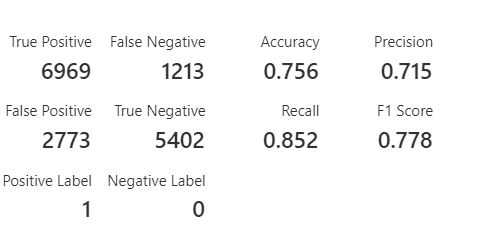 True Positive False Negative Accuracy Precision
6969 1213 0.756 0.715
False Positive True Negative Recall F1 Score
2773 5402 0.852 0.778
Positive Label Negative Label
1 0